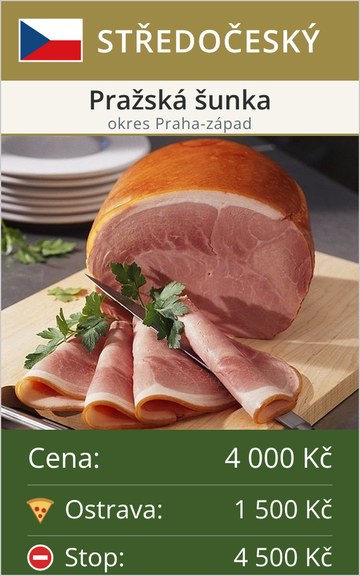 STŘEDOČESKÝ
Pražská šunka
okres Praha-západ
Cena: 4 000 Kč
Ostrava: 1 500 Kč
Stop: 4 500 Kč